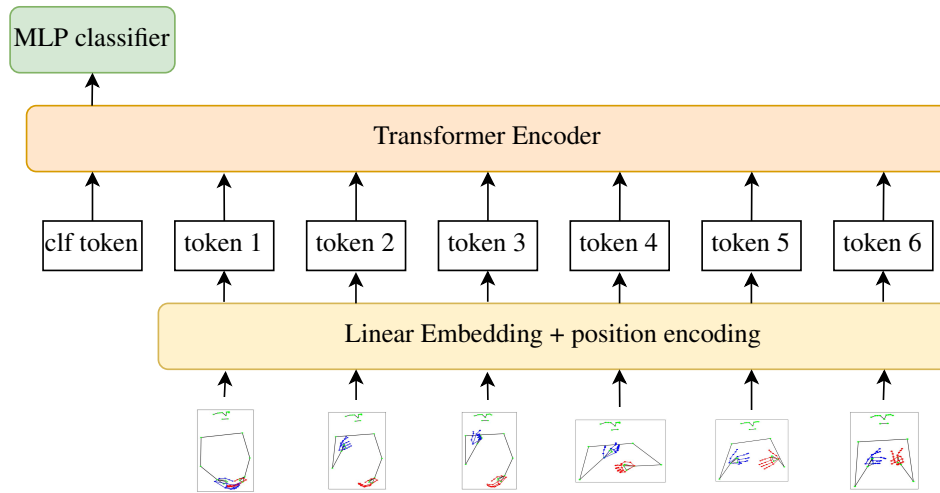 MLP classifier
Transformer Encoder
clf token
token 1
token 2
token 3
token 4
token 5
token 6
Linear Embedding + position encoding